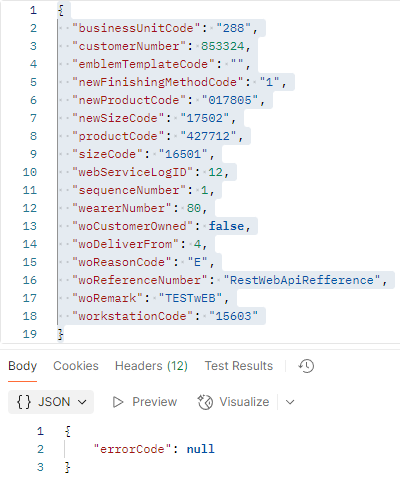 1 {
2 "businessUnitCode": "288",
3 "customerNumber": 853324,
4 "emblemTemplateCode": "",
5 "newFinishingMethodCode": "1",
6 "newProductCode": "017805",
7 "newSizeCode": "17502",
8 "productCode": "427712",
9 "sizeCode": "16501",
10 "webServiceLogID": 12,
11 "sequenceNumber": 1,
12 "wearerNumber": 80,
13 "woCustomerOwned": false,
14 "woDeliverFrom": 4,
15 "woReasonCode": "E",
16 "woReferenceNumber": "RestWebApiRefference",
17 "woRemark": "TESTwEB",
18 "workstationCode": "15603"
19 }
Body Cookies Headers (12) Test Results
{} JSON Preview Visualize
1 {
2 "errorCode": null
3 }